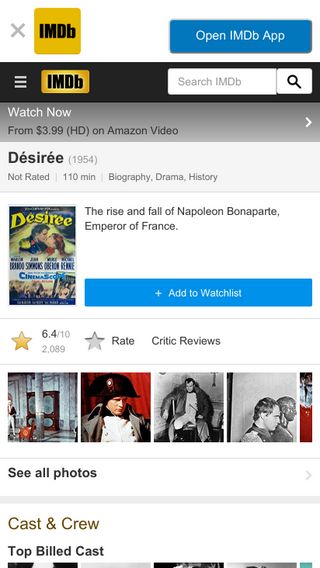 IMDb
Open IMDb App
IMDb
Search IMDb
Watch Now
From $3.99 (HD) on Amazon Video
Désirée (1954)
Not Rated | 110 min | Biography, Drama, History
Désirée
MARLON JEAN MERLE MICHAEL
BRANDO SIMMONS OBERON RENNIE
CINEMASCOPE
The rise and fall of Napoleon Bonaparte,
Emperor of France.
+ Add to Watchlist
6.4/10
2,089
Rate
Critic Reviews
See all photos
Cast & Crew
Top Billed Cast